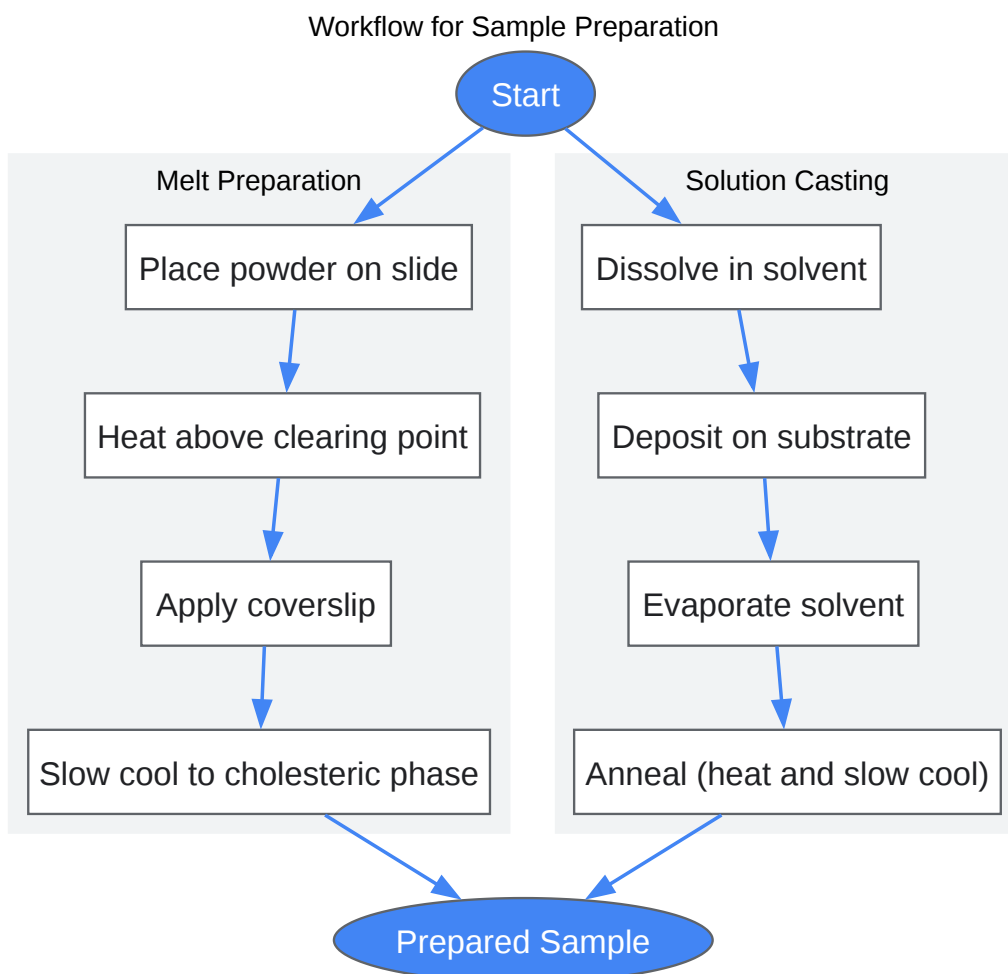 Workflow for Sample Preparation
Start
Melt Preparation
Place powder on slide
Heat above clearing point
Apply coverslip
Slow cool to cholesteric phase
Solution Casting
Dissolve in solvent
Deposit on substrate
Evaporate solvent
Anneal (heat and slow cool)
Prepared Sample